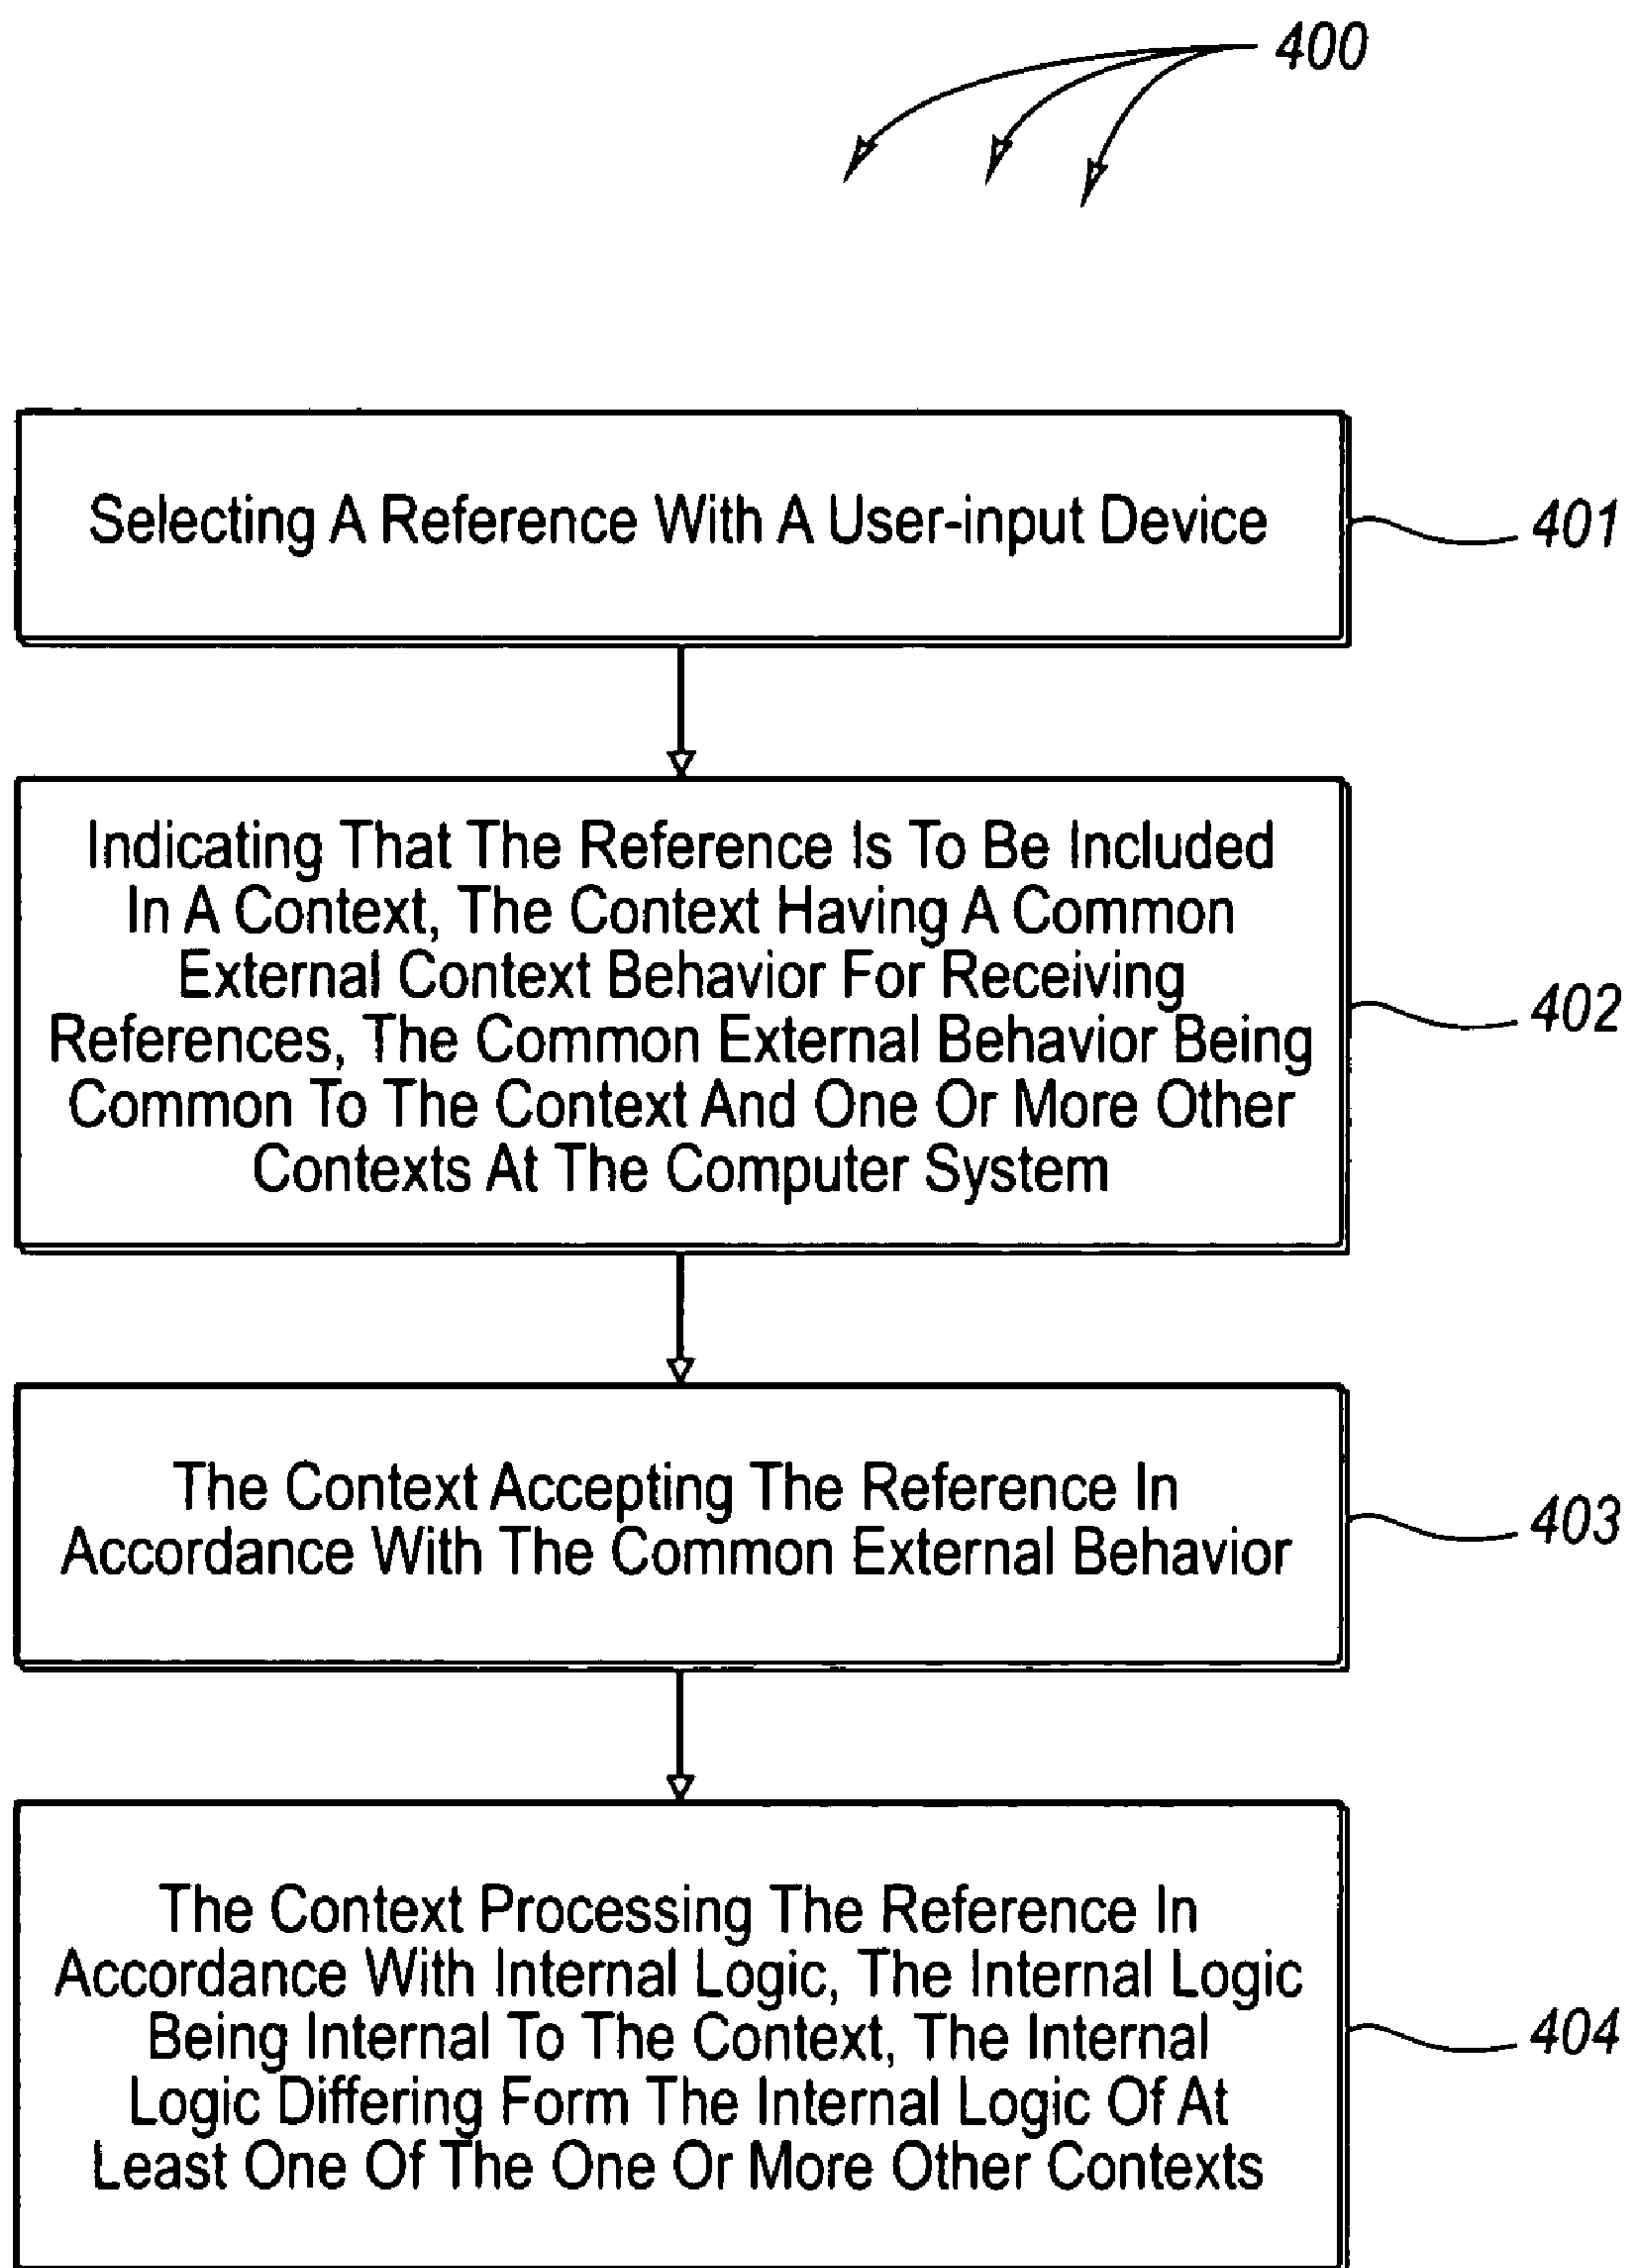 400
Selecting A Reference With A User-input Device
401
Indicating That The Reference Is To Be Included
In A Context, The Context Having A Common
External Context Behavior For Receiving
References, The Common External Behavior Being
Common To The Context And One Or More Other
Contexts At The Computer System
402
The Context Accepting The Reference In
Accordance With The Common External Behavior
403
The Context Processing The Reference In
Accordance With Internal Logic, The Internal Logic
Being Internal To The Context, The Internal
Logic Differing Form The Internal Logic Of At
Least One Of The One Or More Other Contexts
404